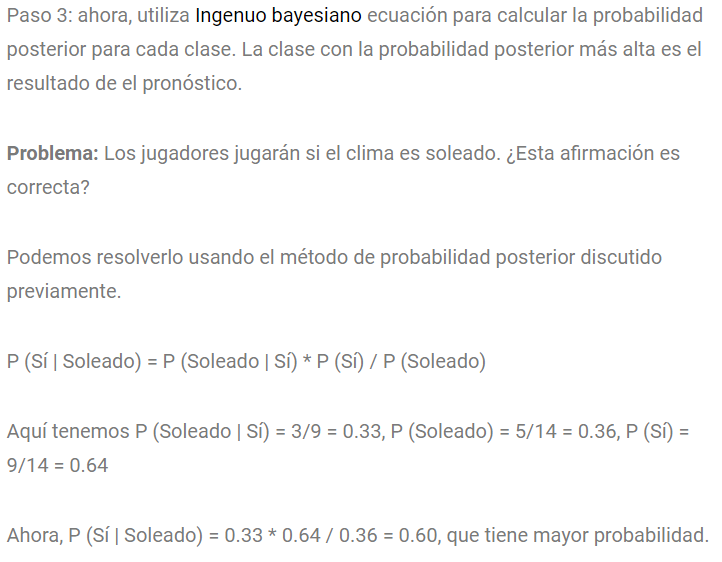 Paso 3: ahora, utiliza Ingenuo bayesiano ecuación para calcular la probabilidad
posterior para cada clase. La clase con la probabilidad posterior más alta es el
resultado de el pronóstico.
Problema: Los jugadores jugarán si el clima es soleado. ¿Esta afirmación es
correcta?
Podemos resolverlo usando el método de probabilidad posterior discutido
previamente.
P (Sí | Soleado) = P (Soleado | Sí) * P (Sí) / P (Soleado)
Aquí tenemos P (Soleado | Sí) = 3/9 = 0.33, P (Soleado) = 5/14 = 0.36, P (Sí) =
9/14 = 0.64
Ahora, P (Sí | Soleado) = 0.33 * 0.64 / 0.36 = 0.60, que tiene mayor probabilidad.